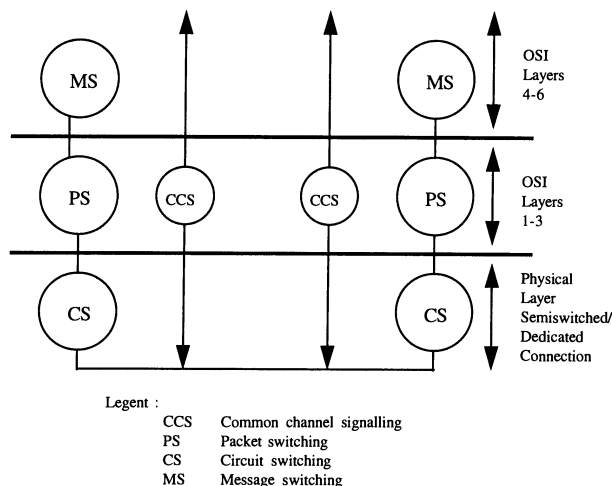 MS
MS
OSI
Layers
4-6
PS
CCS
CCS
PS
OSI
Layers
1-3
CS
CS
Physical
Layer
Semiswitched/
Dedicated
Connection
Legent :
CCS Common channel signalling
PS Packet switching
CS Circuit switching
MS Message switching